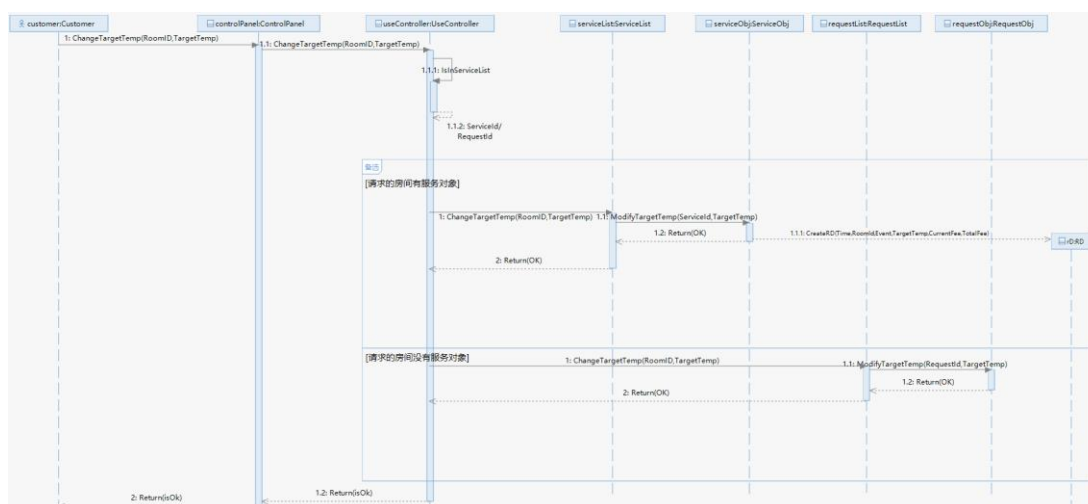 customer:Customer
controlPanel:ControlPanel
useController:UseController
serviceList:ServiceList
serviceObj:ServiceObj
requestList:RequestList
requestObj:RequestObj
1: ChangeTargetTemp(RoomID,TargetTemp)
1.1: ChangeTargetTemp(RoomID,TargetTemp)
1.1.1: IsInServiceList
1.1.2: ServiceId/
RequestId
[请求的房间有服务对象]
1: ChangeTargetTemp(RoomID,TargetTemp)
1.1: ModifyTargetTemp(ServiceId,TargetTemp)
1.2: Return(OK)
1.1.1: CreateRD(Time,RoomId,Event,TargetTemp,CurrentFee,TotalFee)
rD:RD
2: Return(OK)
[请求的房间没有服务对象]
1: ChangeTargetTemp(RoomID,TargetTemp)
1.1: ModifyTargetTemp(RequestId,TargetTemp)
1.2: Return(OK)
2: Return(OK)
1.2: Return(isOk)
2: Return(isOk)